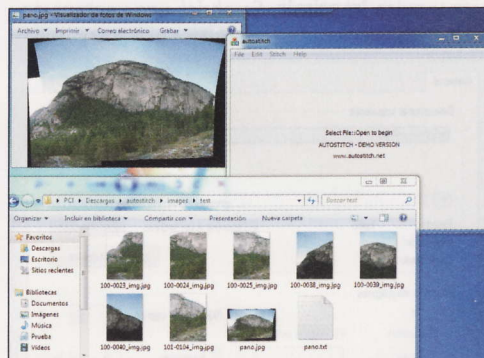 pano.jpg - Visualizador de fotos de Windows
Archivo Imprimir Correo electrónico Grabar
autostitch
File Edit Stitch Help
Select File::Open to begin
AUTOSTITCH - DEMO VERSION
www.autostitch.net
PCI Descargas autostitch images test
Buscar test
Organizar Incluir en biblioteca Compartir con Presentación Nueva carpeta
Favoritos
Descargas
Escritorio
Sitios recientes
Bibliotecas
Documentos
Imágenes
Música
Prueba
Vídeos
100-0023_img.jpg 100-0024_img.jpg 100-0025_img.jpg 100-0038_img.jpg 100-0039_img.jpg
100-0040_img.jpg 101-0104_img.jpg pano.jpg pano.txt